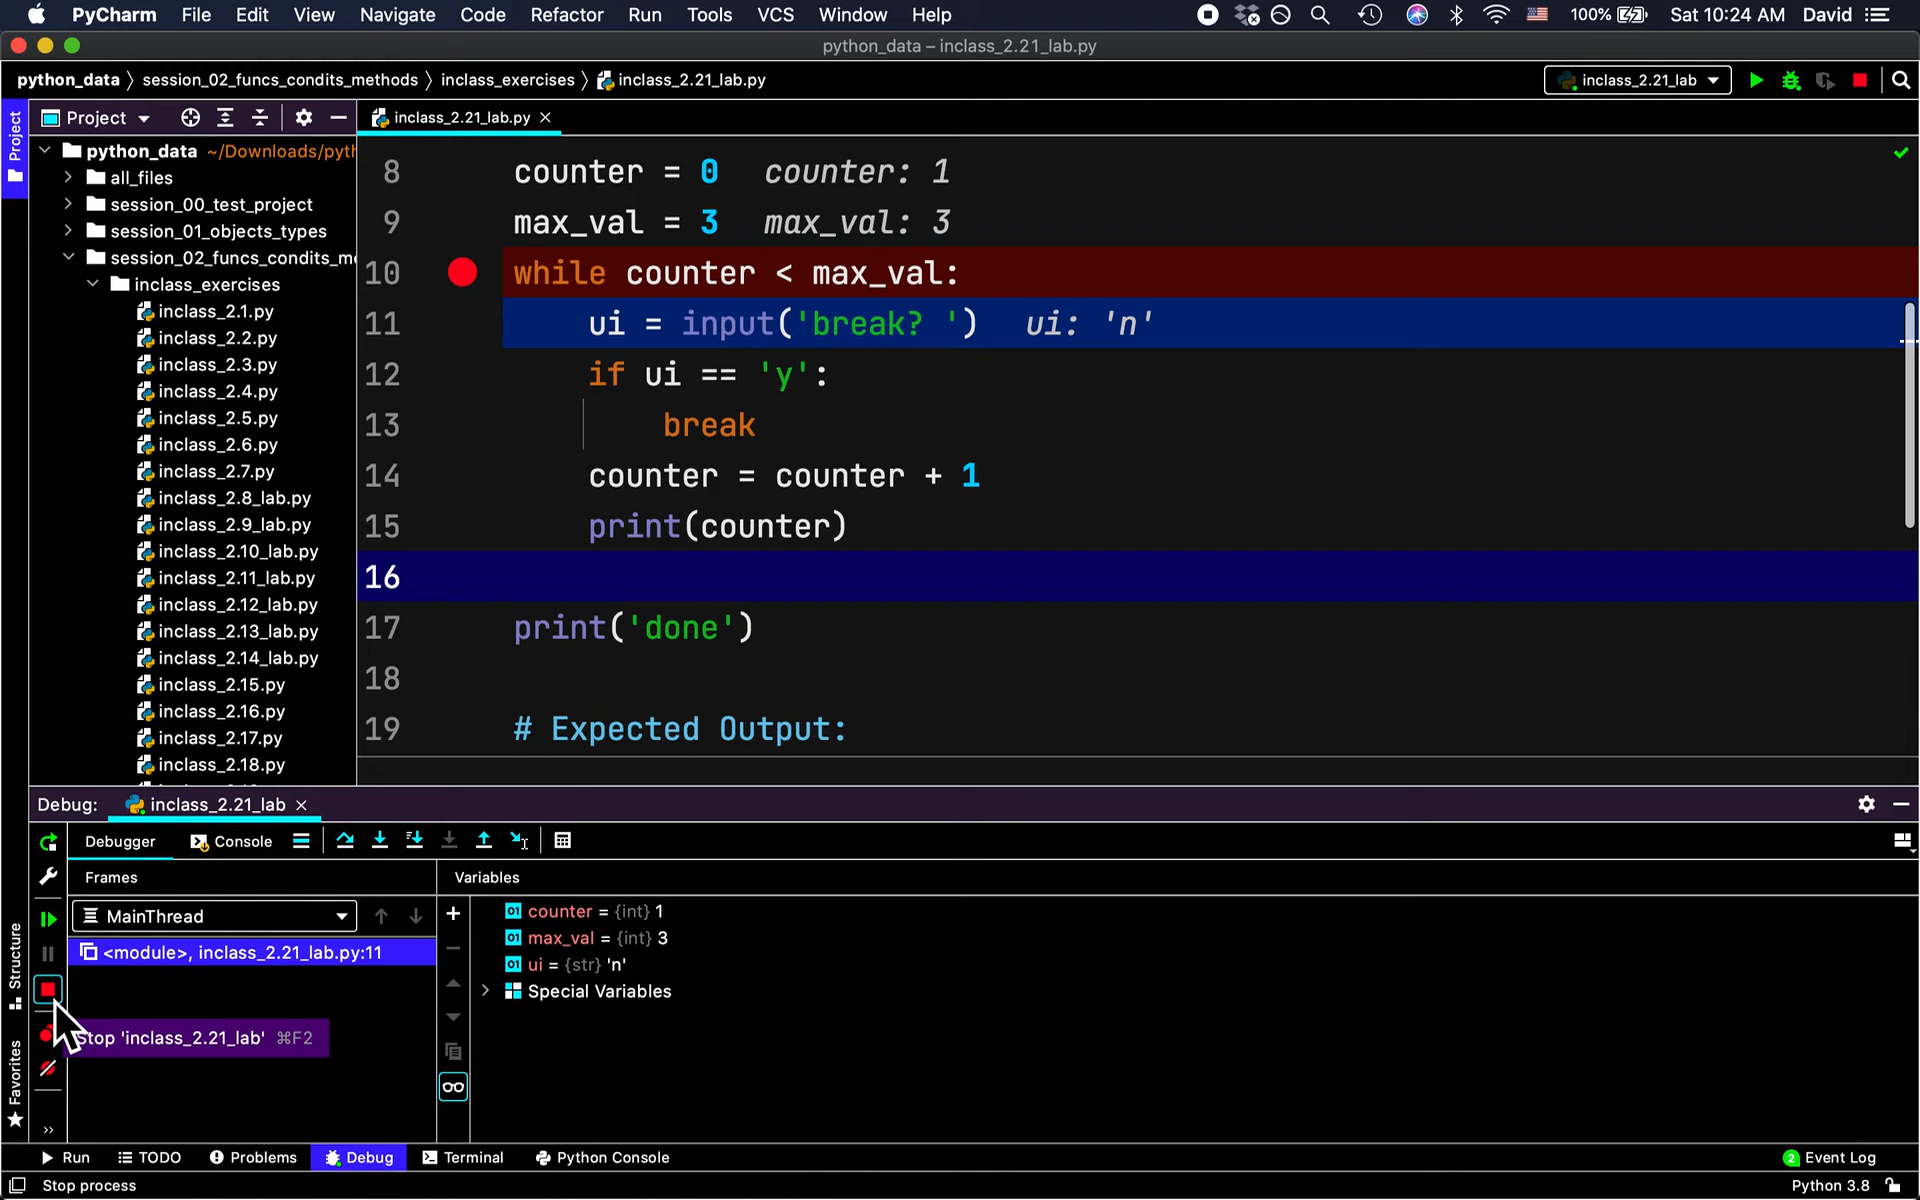 PyCharm File Edit View Navigate Code Refactor Run Tools VCS Window Help 100% Sat 10:24 AM David
python_data – inclass_2.21_lab.py
python_data session_02_funcs_condits_methods inclass_exercises inclass_2.21_lab.py inclass_2.21_lab
Project
Project
inclass_2.21_lab.py
python_data ~/Downloads/pyth
all_files
session_00_test_project
session_01_objects_types
session_02_funcs_condits_me
inclass_exercises
inclass_2.1.py
inclass_2.2.py
inclass_2.3.py
inclass_2.4.py
inclass_2.5.py
inclass_2.6.py
inclass_2.7.py
inclass_2.8_lab.py
inclass_2.9_lab.py
inclass_2.10_lab.py
inclass_2.11_lab.py
inclass_2.12_lab.py
inclass_2.13_lab.py
inclass_2.14_lab.py
inclass_2.15.py
inclass_2.16.py
inclass_2.17.py
inclass_2.18.py
8 counter = 0 counter: 1
9 max_val = 3 max_val: 3
10 while counter < max_val:
11 ui = input('break? ') ui: 'n'
12 if ui == 'y':
13 break
14 counter = counter + 1
15 print(counter)
16
17 print('done')
18
19 # Expected Output:
Debug: inclass_2.21_lab
Debugger Console
Frames Variables
MainThread
<module>, inclass_2.21_lab.py:11
counter = {int} 1
max_val = {int} 3
ui = {str} 'n'
Special Variables
Stop 'inclass_2.21_lab' ⌘F2
Structure
Favorites
Run TODO Problems Debug Terminal Python Console 2 Event Log
Stop process Python 3.8